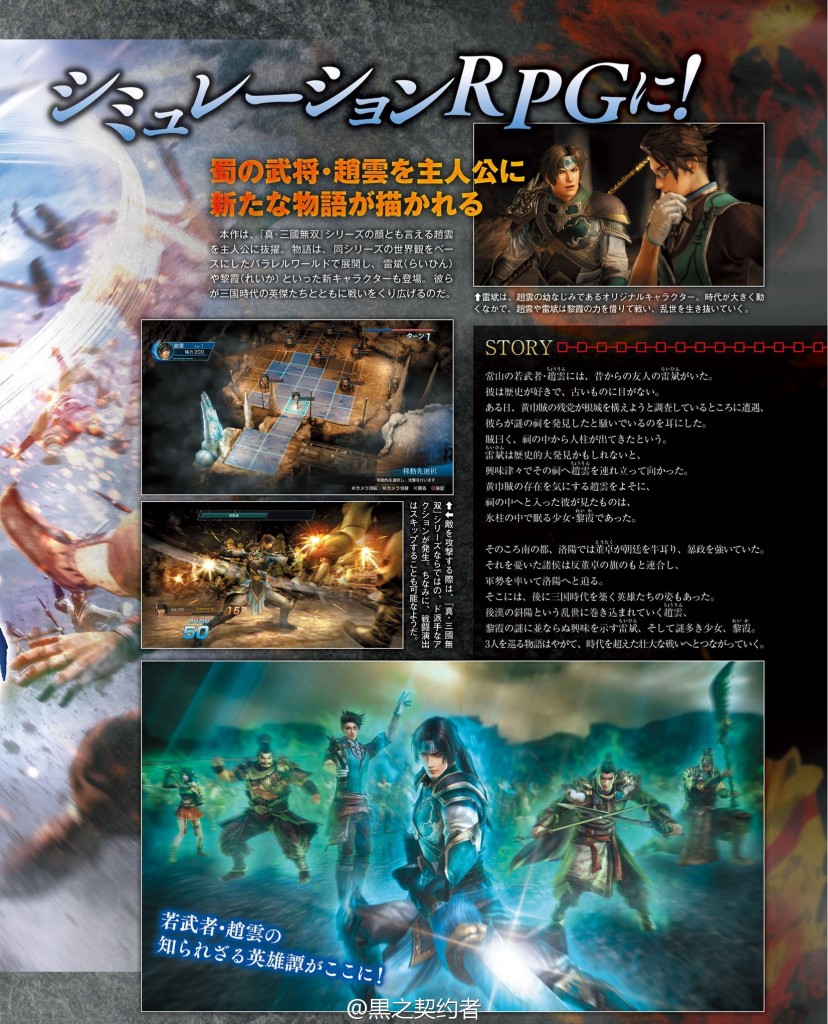 シミュレーションRPGに!
蜀の武将・趙雲を主人公に
新たな物語が描かれる
本作は、『真・三國無双』シリーズの顔とも言える趙雲
を主人公に抜擢。物語は、同シリーズの世界観をベー
スにしたパラレルワールドで展開し、雷斌(らいひん)
や黎霞(れいか)といった新キャラクターも登場。彼ら
が三国時代の英傑たちとともに戦いをくり広げるのだ。
⬆雷斌は、趙雲の幼なじみであるオリジナルキャラクター。時代が大きく動
くなかで、趙雲や雷斌は黎霞の力を借りて戦い、乱世を生き抜いていく。
趙雲 Lv 1
体力200
ターン1
移動先選択
STORY
常山の若武者・趙雲には、昔からの友人の雷斌がいた。
彼は歴史が好きで、古いものに目がない。
ある日、黄巾賊の残党が根城を構えようと調査しているところに遭遇、
彼らが謎の祠を発見したと騒いでいるのを耳にした。
賊曰く、祠の中から人柱が出てきたという。
雷斌は歴史的大発見かもしれないと、
興味津々でその祠へ趙雲を連れ立って向かった。
黄巾賊の存在を気にする趙雲をよそに、
祠の中へと入った彼が見たものは、
氷柱の中で眠る少女・黎霞であった。
そのころ南の都、洛陽では董卓が朝廷を牛耳り、暴政を強いていた。
それを憂いた諸侯は反董卓の旗のもと連合し、
軍勢を率いて洛陽へと迫る。
そこには、後に三国時代を築く英雄たちの姿もあった。
後漢の斜陽という乱世に巻き込まれていく趙雲、
黎霞の謎に並ならぬ興味を示す雷斌、そして謎多き少女、黎霞。
3人を巡る物語はやがて、時代を超えた壮大な戦いへとつながっていく。
⬆⬅敵を攻撃する際は、『真・三國無
双』シリーズならではの、ド派手なア
クションが発生。ちなみに、戦闘演出
はスキップすることも可能なようだ。
157
50
若武者・趙雲の
知られざる英雄譚がここに!
@黒之契約者